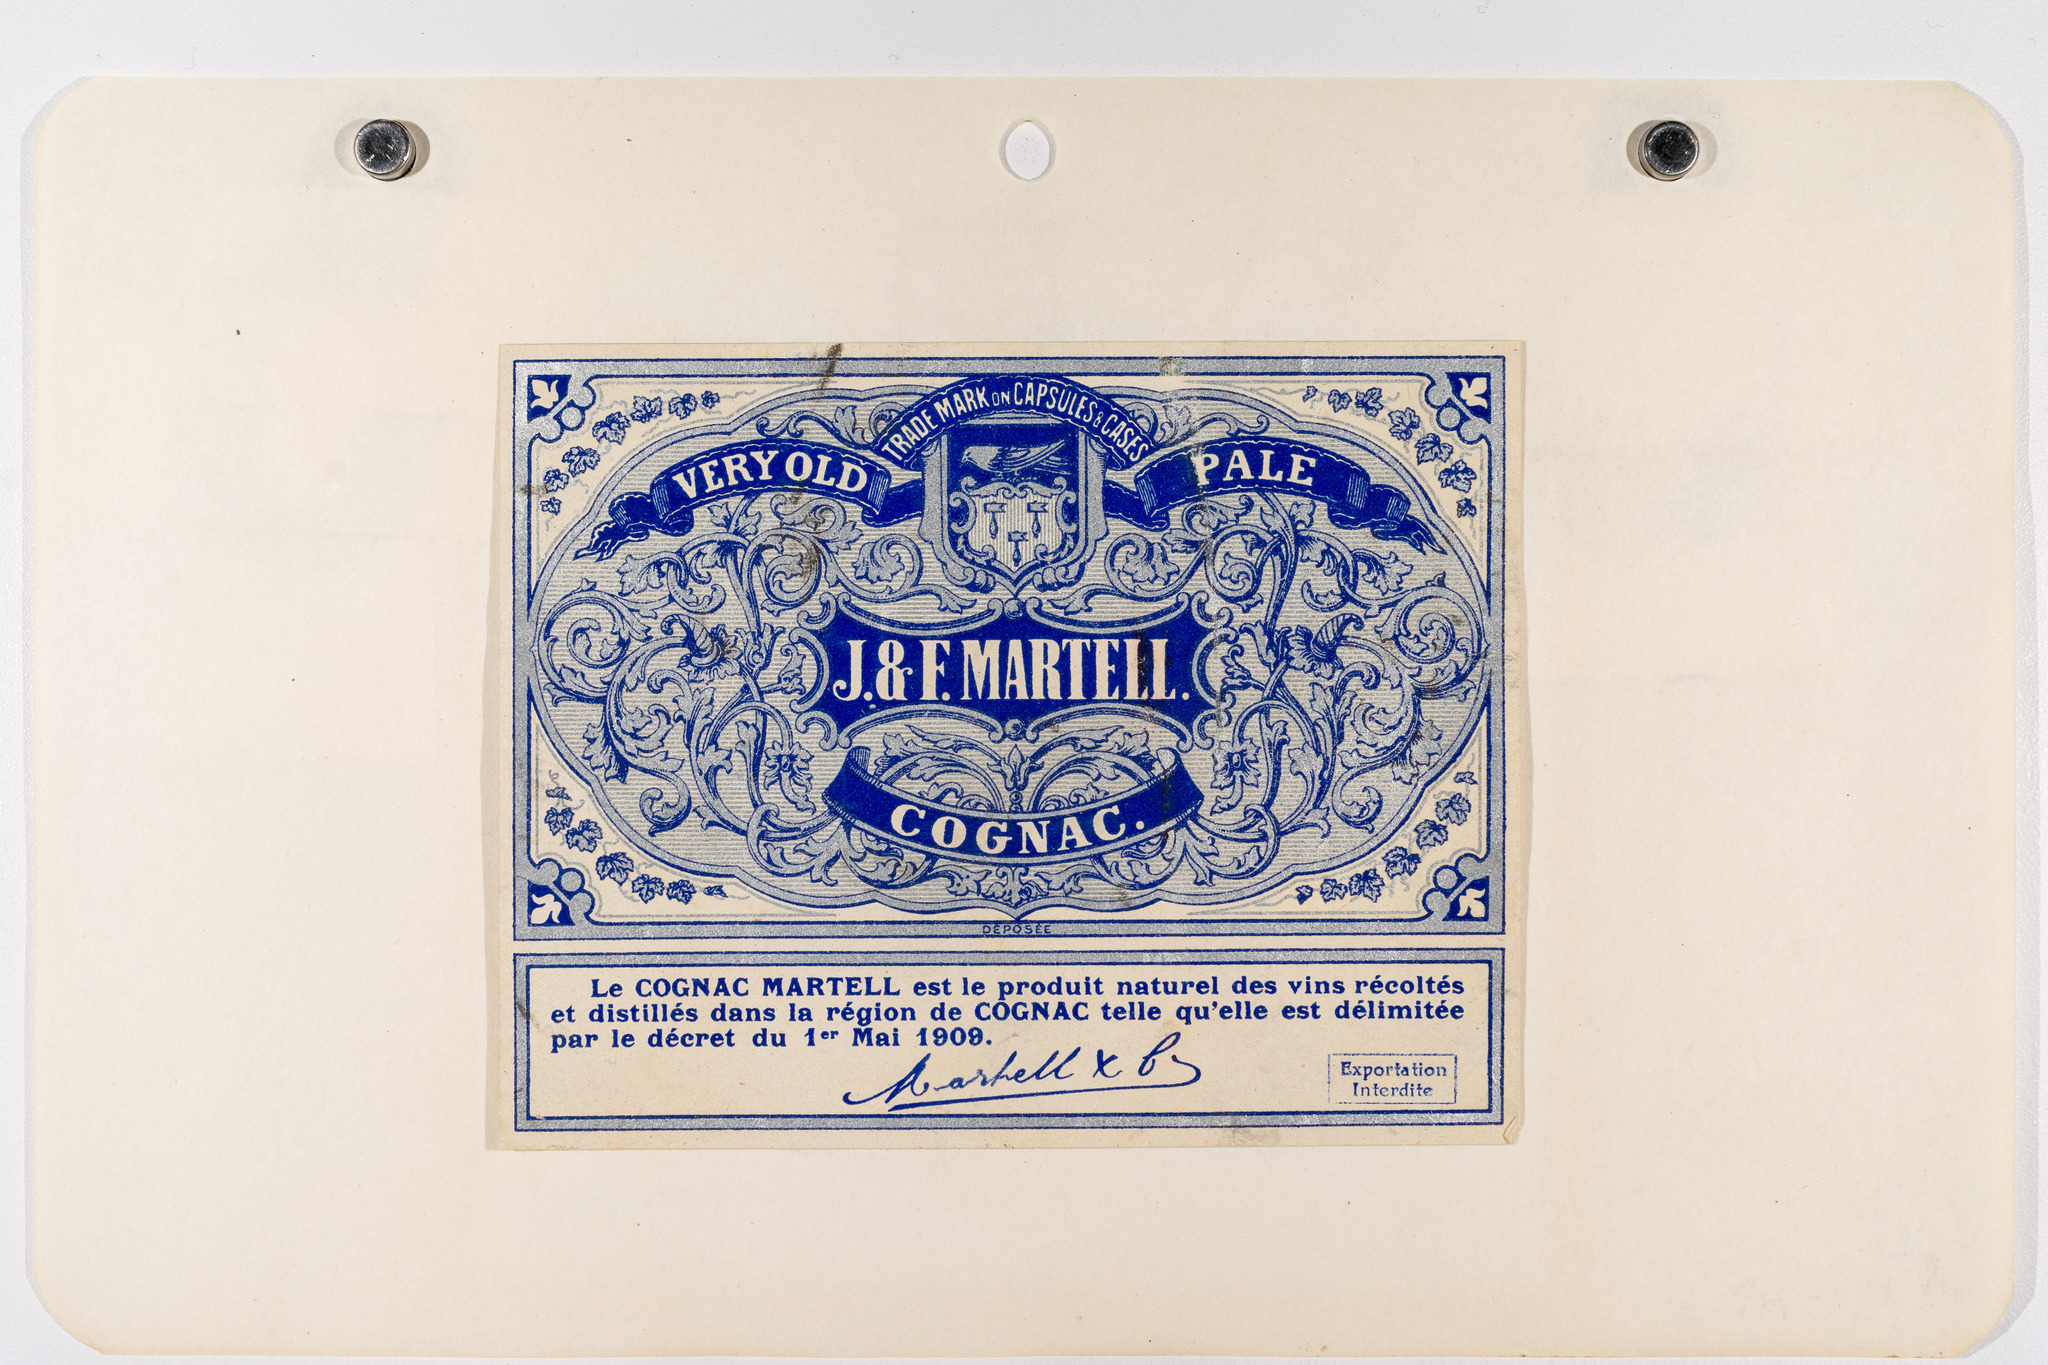 TRADE MARK ON CAPSULES & CASES
VERY OLD PALE
J. & F. MARTELL.
COGNAC.
DÉPOSÉE
Le COGNAC MARTELL est le produit naturel des vins récoltés
et distillés dans la région de COGNAC telle qu'elle est délimitée
par le décret du 1er Mai 1909.
Martell & Co
Exportation
Interdite